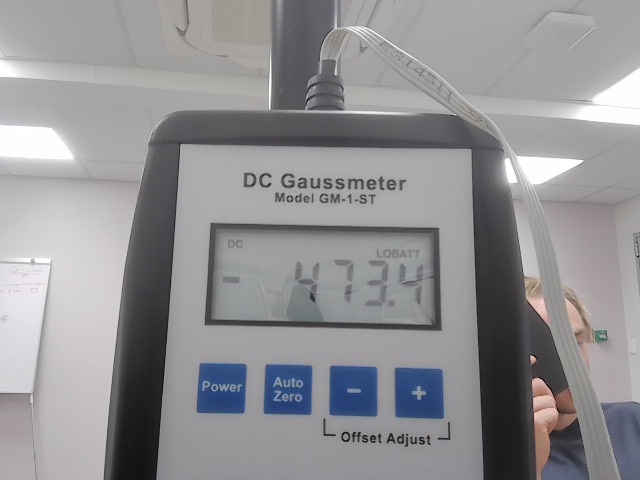 DC Gaussmeter
Model GM-1-ST
DC
LOBATT
- 473.4
Power
Auto
Zero
-
+
Offset Adjust